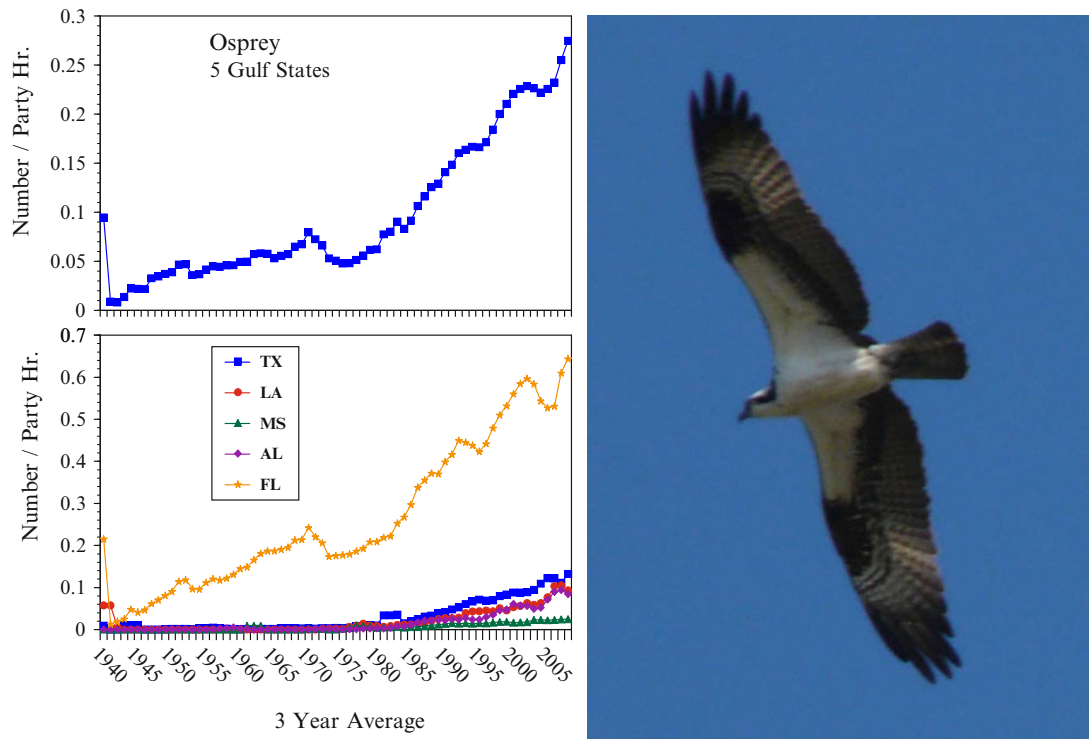 Number / Party Hr.
0.3
0.25
0.2
0.15
0.1
0.05
0
Osprey
5 Gulf States
Number / Party Hr.
0.7
0.6
0.5
0.4
0.3
0.2
0.1
0
TX
LA
MS
AL
FL
1940 1945 1950 1955 1960 1965 1970 1975 1980 1985 1990 1995 2000 2005
3 Year Average